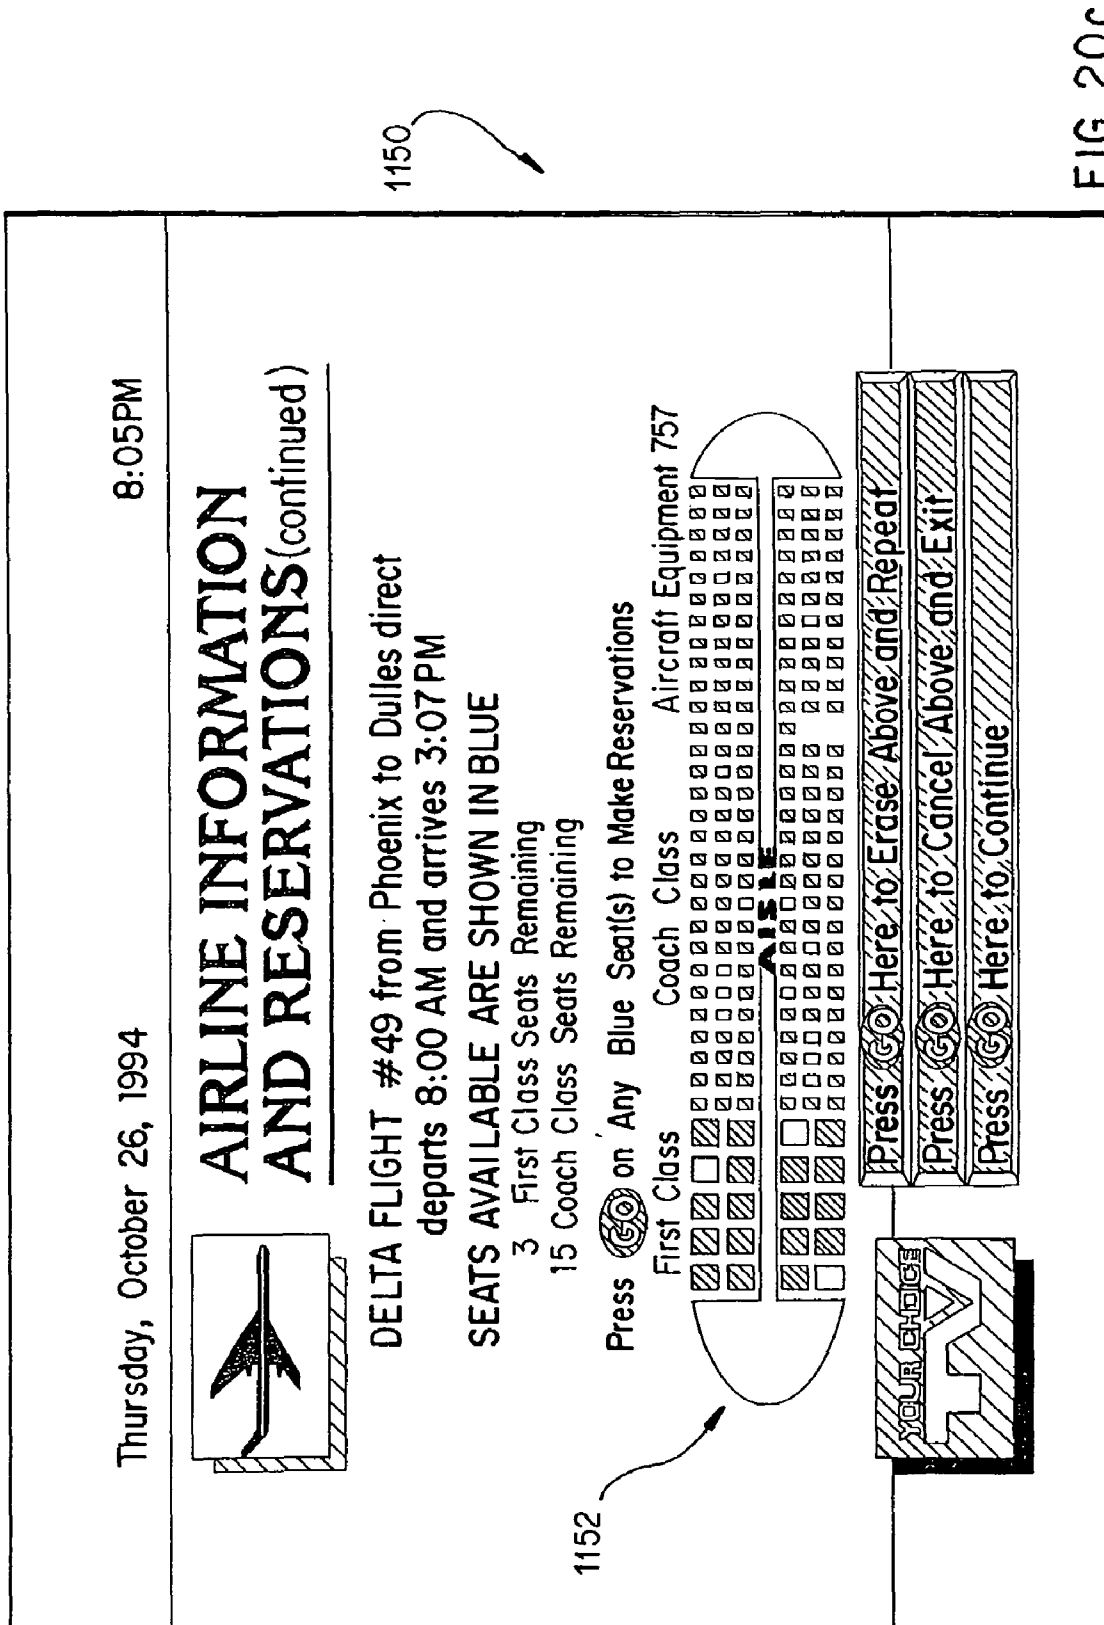 Thursday, October 26, 1994 8:05PM
AIRLINE INFORMATION
AND RESERVATIONS (continued)
DELTA FLIGHT #49 from Phoenix to Dulles direct
departs 8:00 AM and arrives 3:07PM
SEATS AVAILABLE ARE SHOWN IN BLUE
3 First Class Seats Remaining
15 Coach Class Seats Remaining
Press GO on Any Blue Seat(s) to Make Reservations
First Class Coach Class Aircraft Equipment 757
AISLE
Press GO Here to Erase Above and Repeat
Press GO Here to Cancel Above and Exit
Press GO Here to Continue
YOUR CHOICE
TV
1150
1152
FIG. 20c